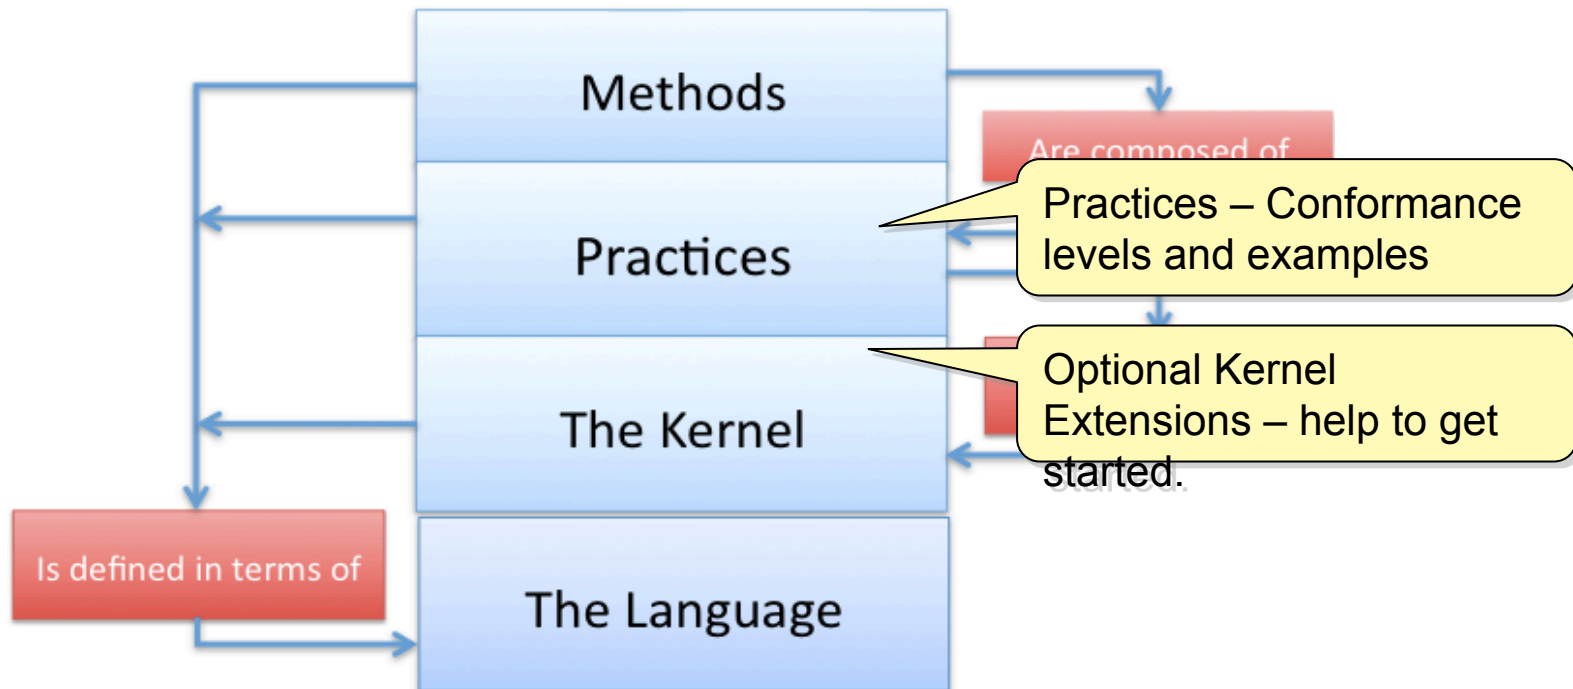 Methods
Are composed of
Practices – Conformance
levels and examples
Practices
Optional Kernel
Extensions – help to get
started.
The Kernel
Is defined in terms of
The Language